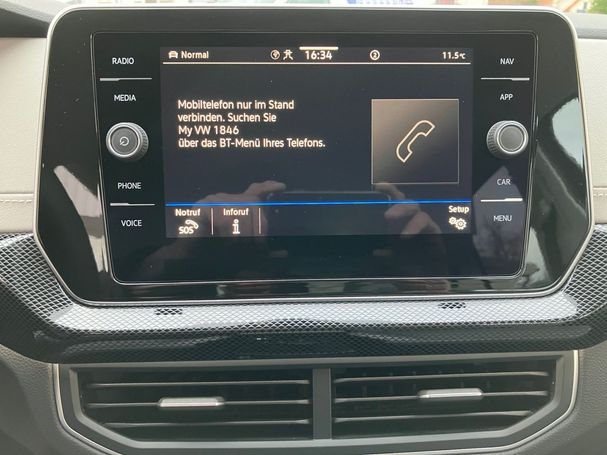 Normal
16:34
2
11.5°C
RADIO
MEDIA
PHONE
VOICE
Mobiltelefon nur im Stand
verbinden. Suchen Sie
My VW 1846
über das BT-Menü Ihres Telefons.
Notruf
SOS
Inforuf
Setup
NAV
APP
CAR
MENU